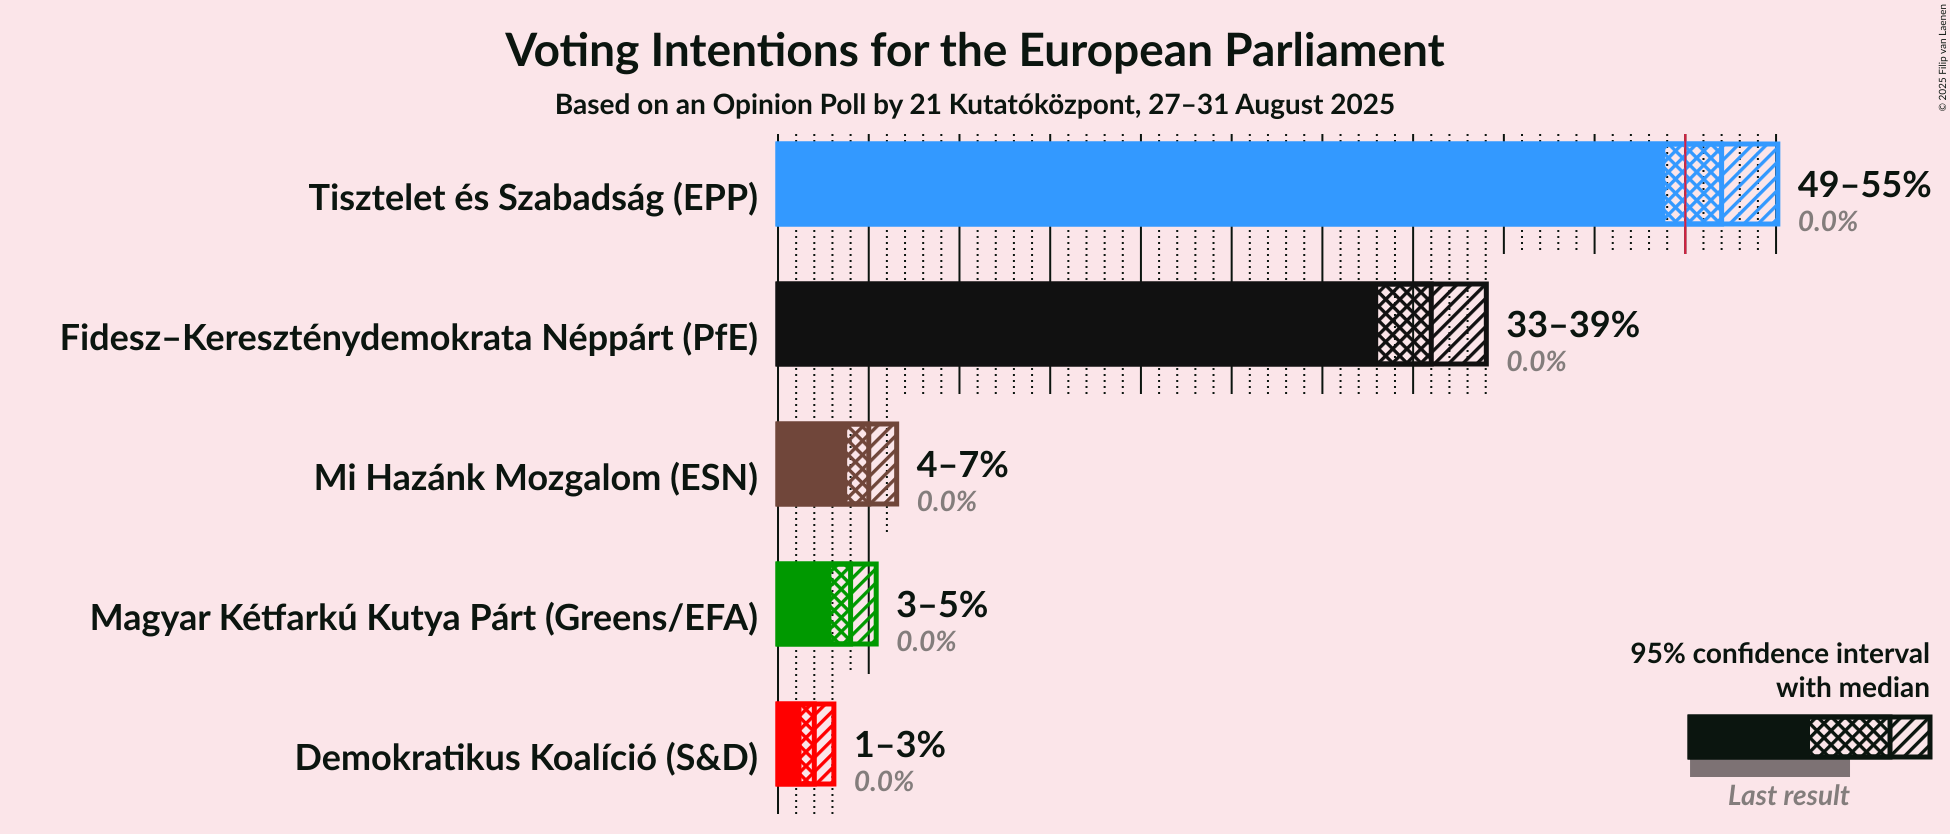 Voting Intentions for the European Parliament
Based on an Opinion Poll by 21 Kutatóközpont, 27–31 August 2025
© 2025 Filip van Laenen
Tisztelet és Szabadság (EPP)
49–55%
0.0%
Fidesz–Kereszténydemokrata Néppárt (PfE)
33–39%
0.0%
Mi Hazánk Mozgalom (ESN)
4–7%
0.0%
Magyar Kétfarkú Kutya Párt (Greens/EFA)
3–5%
0.0%
Demokratikus Koalíció (S&D)
1–3%
0.0%
95% confidence interval
with median
Last result